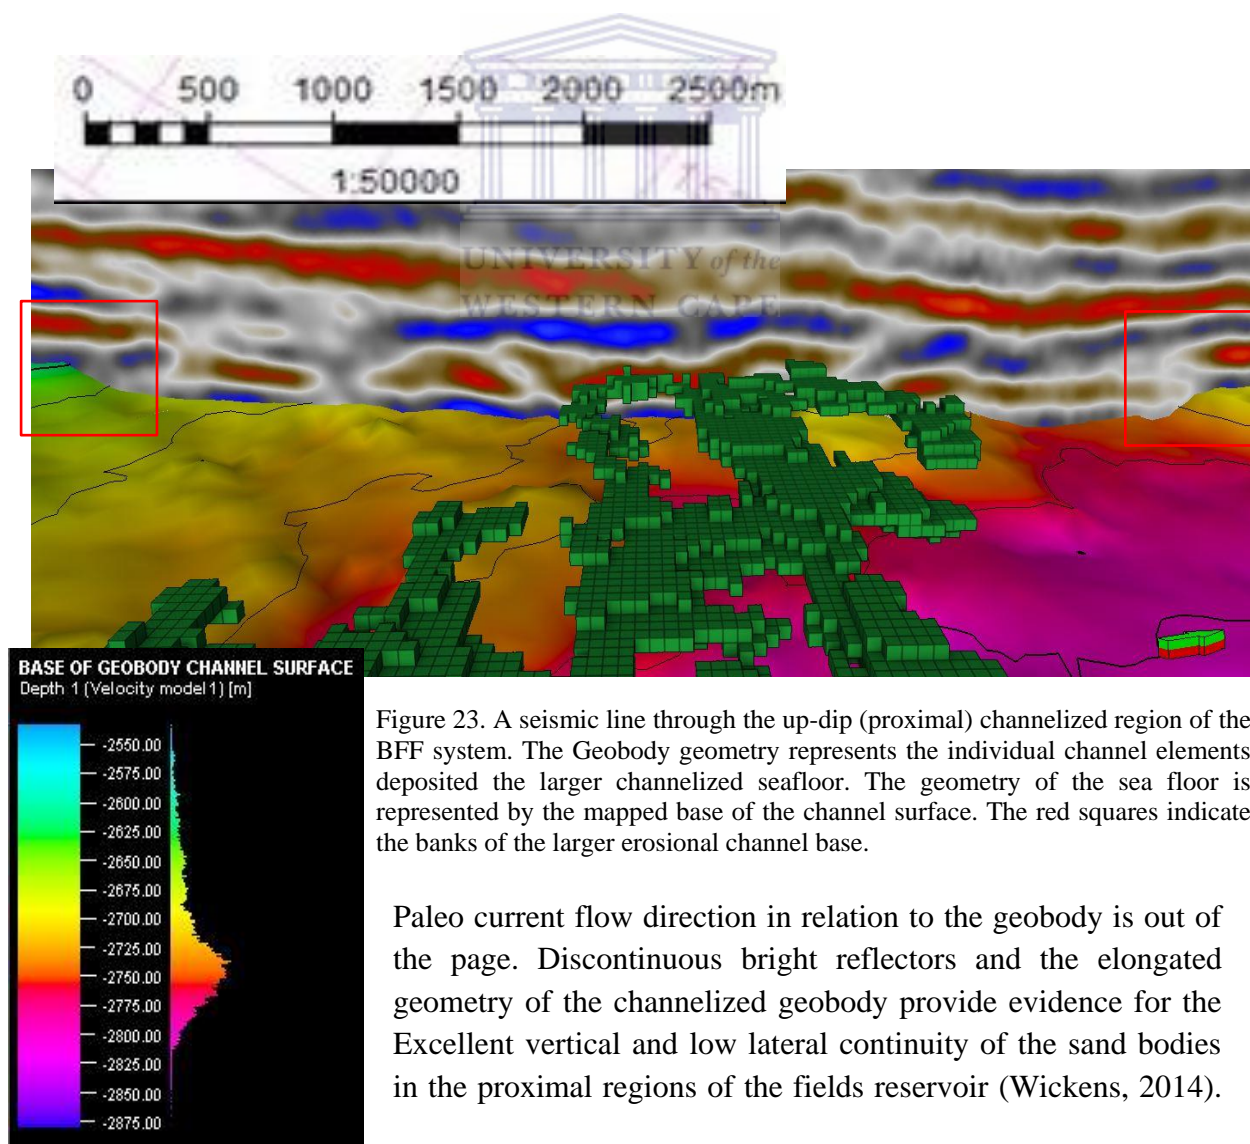 0 500 1000 1500 2000 2500m
1:50000
UNIVERSITY of the
WESTERN CAPE
BASE OF GEOBODY CHANNEL SURFACE
Depth 1 (Velocity model 1) [m]
-2550.00
-2575.00
-2600.00
-2625.00
-2650.00
-2675.00
-2700.00
-2725.00
-2750.00
-2775.00
-2800.00
-2825.00
-2850.00
-2875.00
Figure 23. A seismic line through the up-dip (proximal) channelized region of the
BFF system. The Geobody geometry represents the individual channel elements
deposited the larger channelized seafloor. The geometry of the sea floor is
represented by the mapped base of the channel surface. The red squares indicate
the banks of the larger erosional channel base.
Paleo current flow direction in relation to the geobody is out of
the page. Discontinuous bright reflectors and the elongated
geometry of the channelized geobody provide evidence for the
Excellent vertical and low lateral continuity of the sand bodies
in the proximal regions of the fields reservoir (Wickens, 2014).